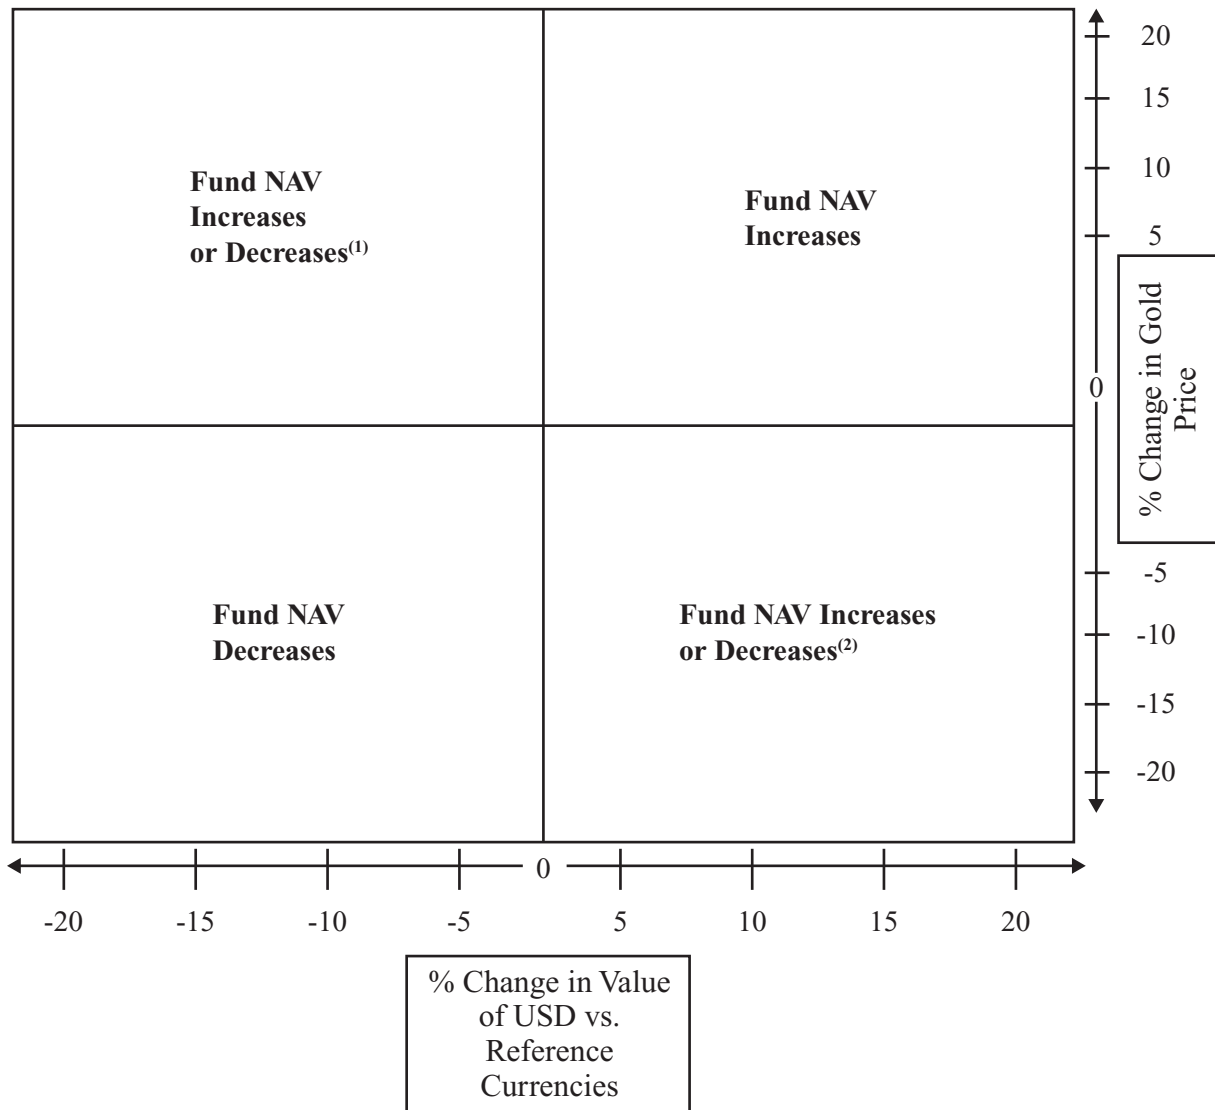 20
15
10
5
0
-5
-10
-15
-20
Fund NAV
Increases
or Decreases(1)
Fund NAV
Increases
% Change in Gold
Price
Fund NAV
Decreases
Fund NAV Increases
or Decreases(2)
-20
-15
-10
-5
0
5
10
15
20
% Change in Value
of USD vs.
Reference
Currencies